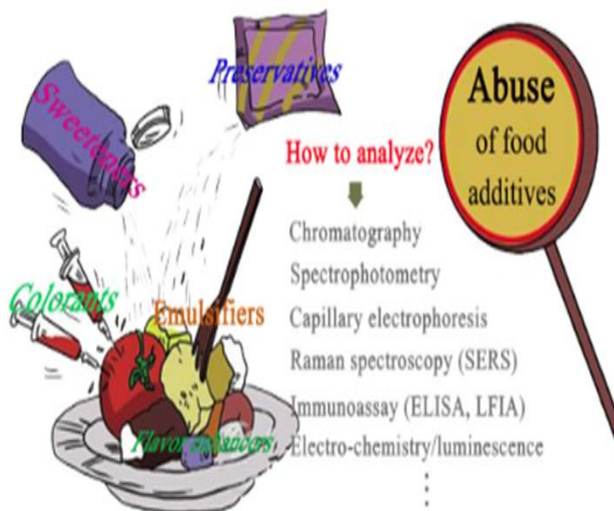 Sweeteners
Preservatives
Colorants
Emulsifiers
Flavor enhancers
How to analyze?
Chromatography
Spectrophotometry
Capillary electrophoresis
Raman spectroscopy (SERS)
Immunoassay (ELISA, LFIA)
Electro-chemistry/luminescence
⋮
Abuse
of food
additives